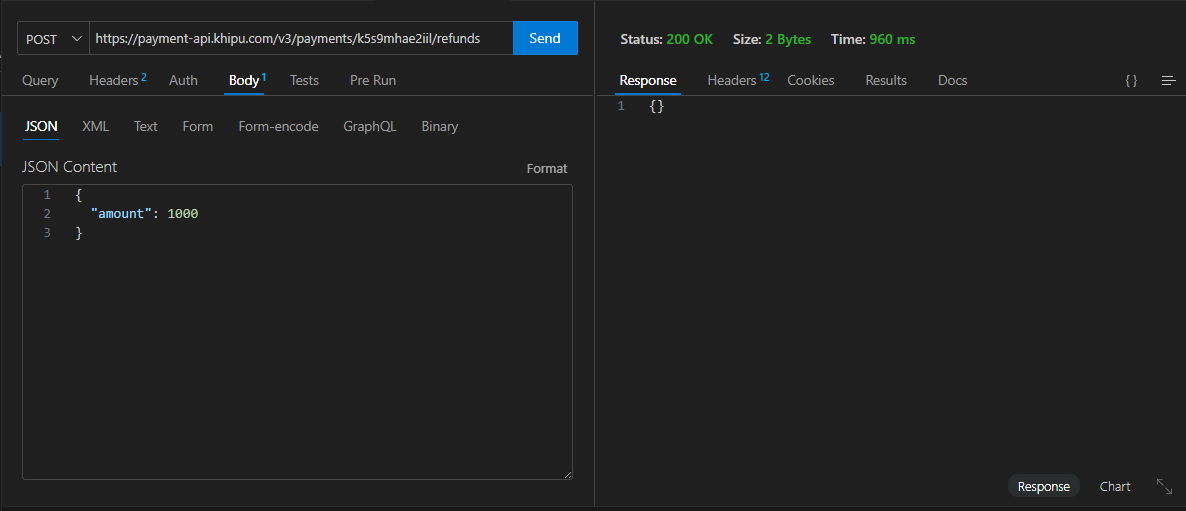 POST https://payment-api.khipu.com/v3/payments/k5s9mhae2iil/refunds Send
Query Headers 2 Auth Body 1 Tests Pre Run
JSON XML Text Form Form-encode GraphQL Binary
JSON Content Format
1 {
2 "amount": 1000
3 }
Status: 200 OK Size: 2 Bytes Time: 960 ms
Response Headers 12 Cookies Results Docs {}
1 {}
Response Chart